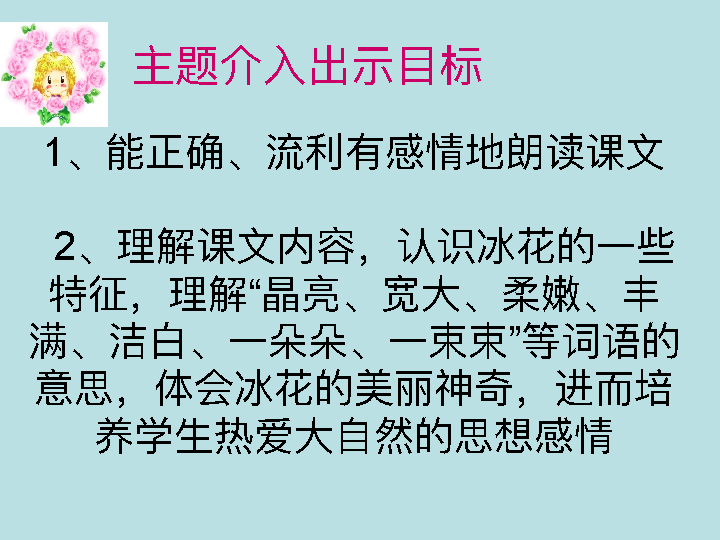 主题介入出示目标
1、能正确、流利有感情地朗读课文
2、理解课文内容，认识冰花的一些
特征，理解“晶亮、宽大、柔嫩、丰
满、洁白、一朵朵、一束束”等词语的
意思，体会冰花的美丽神奇，进而培
养学生热爱大自然的思想感情